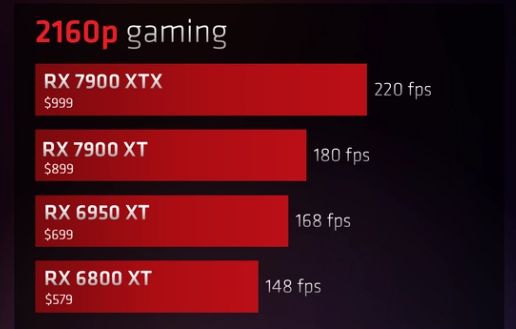 2160p gaming
RX 7900 XTX
$999
220 fps
RX 7900 XT
$899
180 fps
RX 6950 XT
$699
168 fps
RX 6800 XT
$579
148 fps